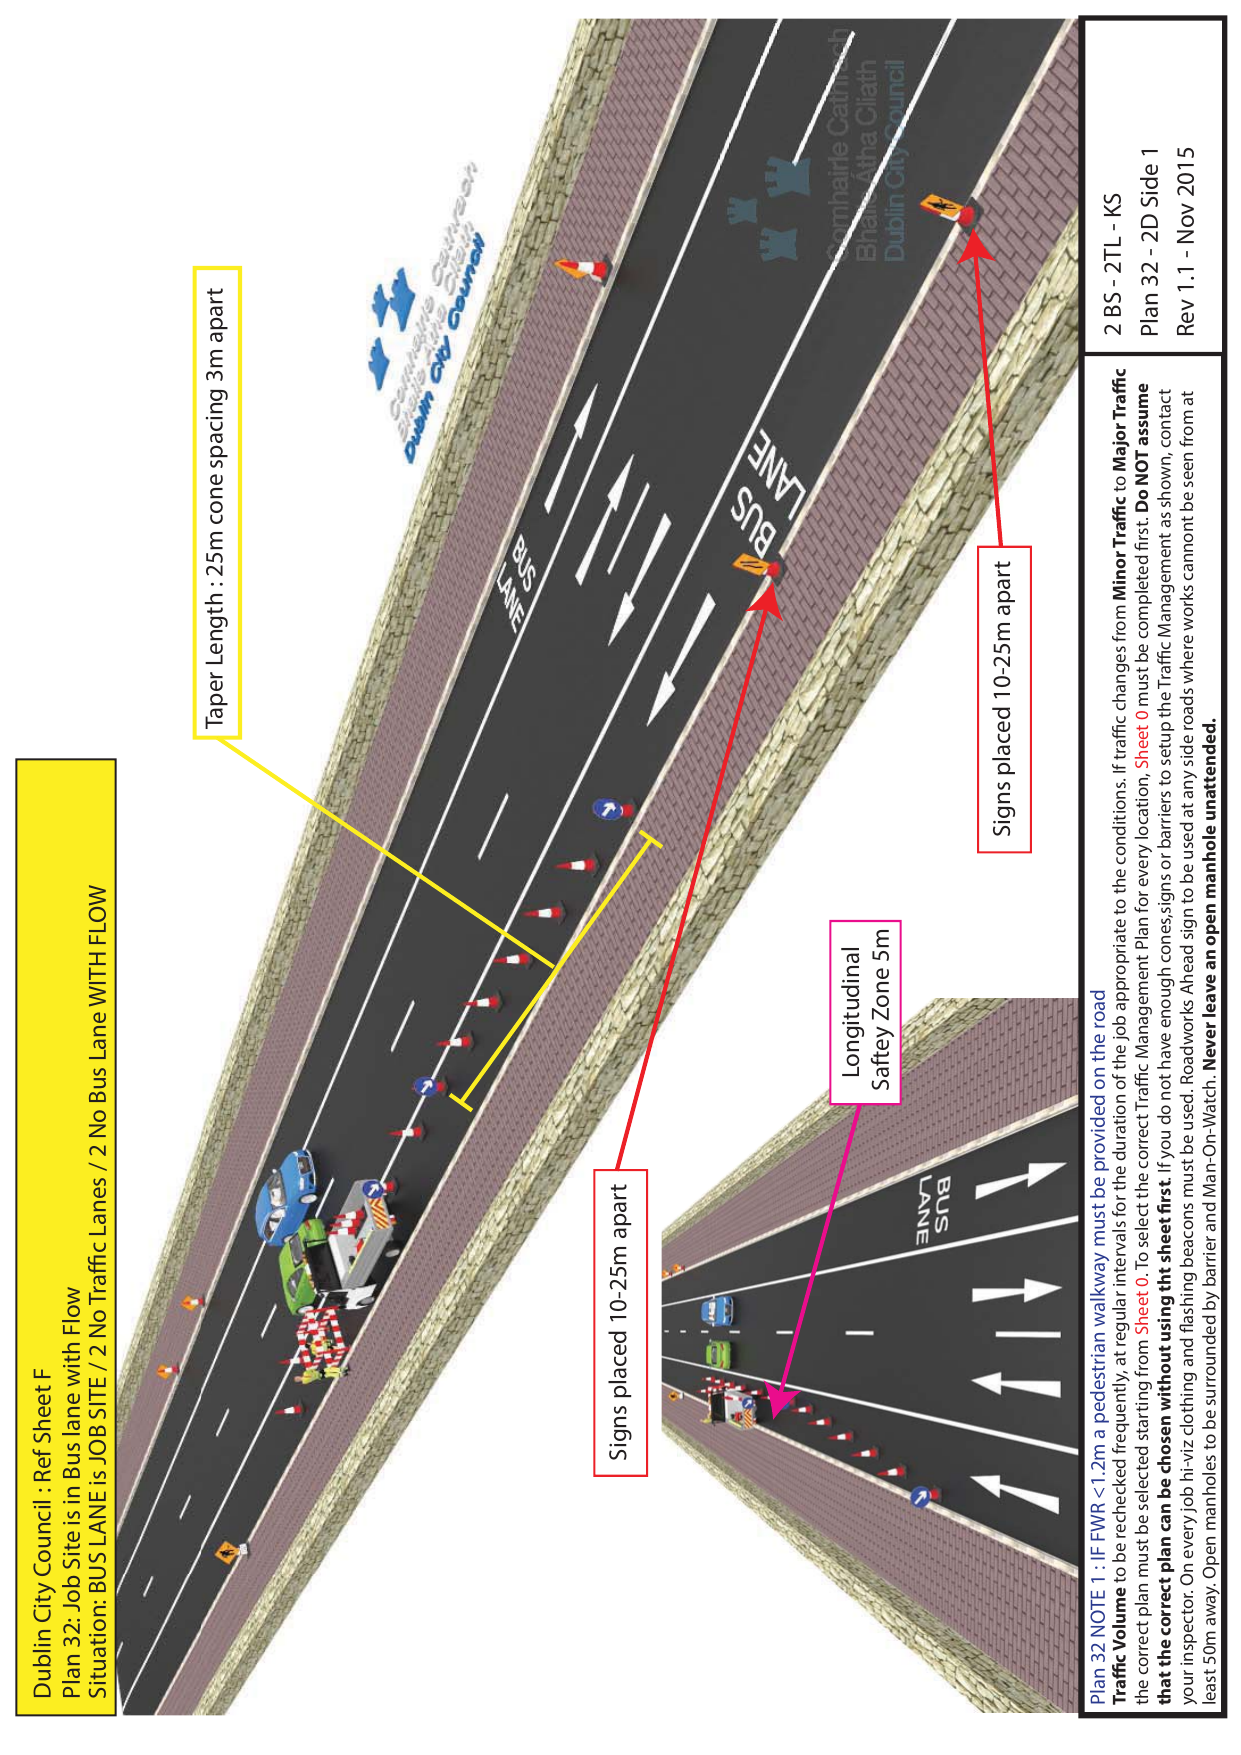 Dublin City Council : Ref Sheet F
Plan 32: Job Site is in Bus lane with Flow
Situation: BUS LANE is JOB SITE / 2 No Traffic Lanes / 2 No Bus Lane WITH FLOW
Taper Length : 25m cone spacing 3m apart
Comhairle Cathrach
Bhaile Átha Cliath
Dublin City Council
BUS
LANE
BUS
LANE
Comhairle Cathrach
Bhaile Átha Cliath
Dublin City Council
Signs placed 10-25m apart
Signs placed 10-25m apart
Longitudinal
Saftey Zone 5m
BUS
LANE
Plan 32 NOTE 1 : IF FWR <1.2m a pedestrian walkway must be provided on the road
Traffic Volume to be rechecked frequently, at regular intervals for the duration of the job appropriate to the conditions. If traffic changes from Minor Traffic to Major Traffic
the correct plan must be selected starting from Sheet 0. To select the correct Traffic Management Plan for every location, Sheet 0 must be completed first. Do NOT assume
that the correct plan can be chosen without using tht sheet first. If you do not have enough cones,signs or barriers to setup the Traffic Management as shown, contact
your inspector. On every job hi-viz clothing and flashing beacons must be used. Roadworks Ahead sign to be used at any side roads where works cannont be seen from at
least 50m away. Open manholes to be surrounded by barrier and Man-On-Watch. Never leave an open manhole unattended.
2 BS - 2TL - KS
Plan 32 - 2D Side 1
Rev 1.1 - Nov 2015